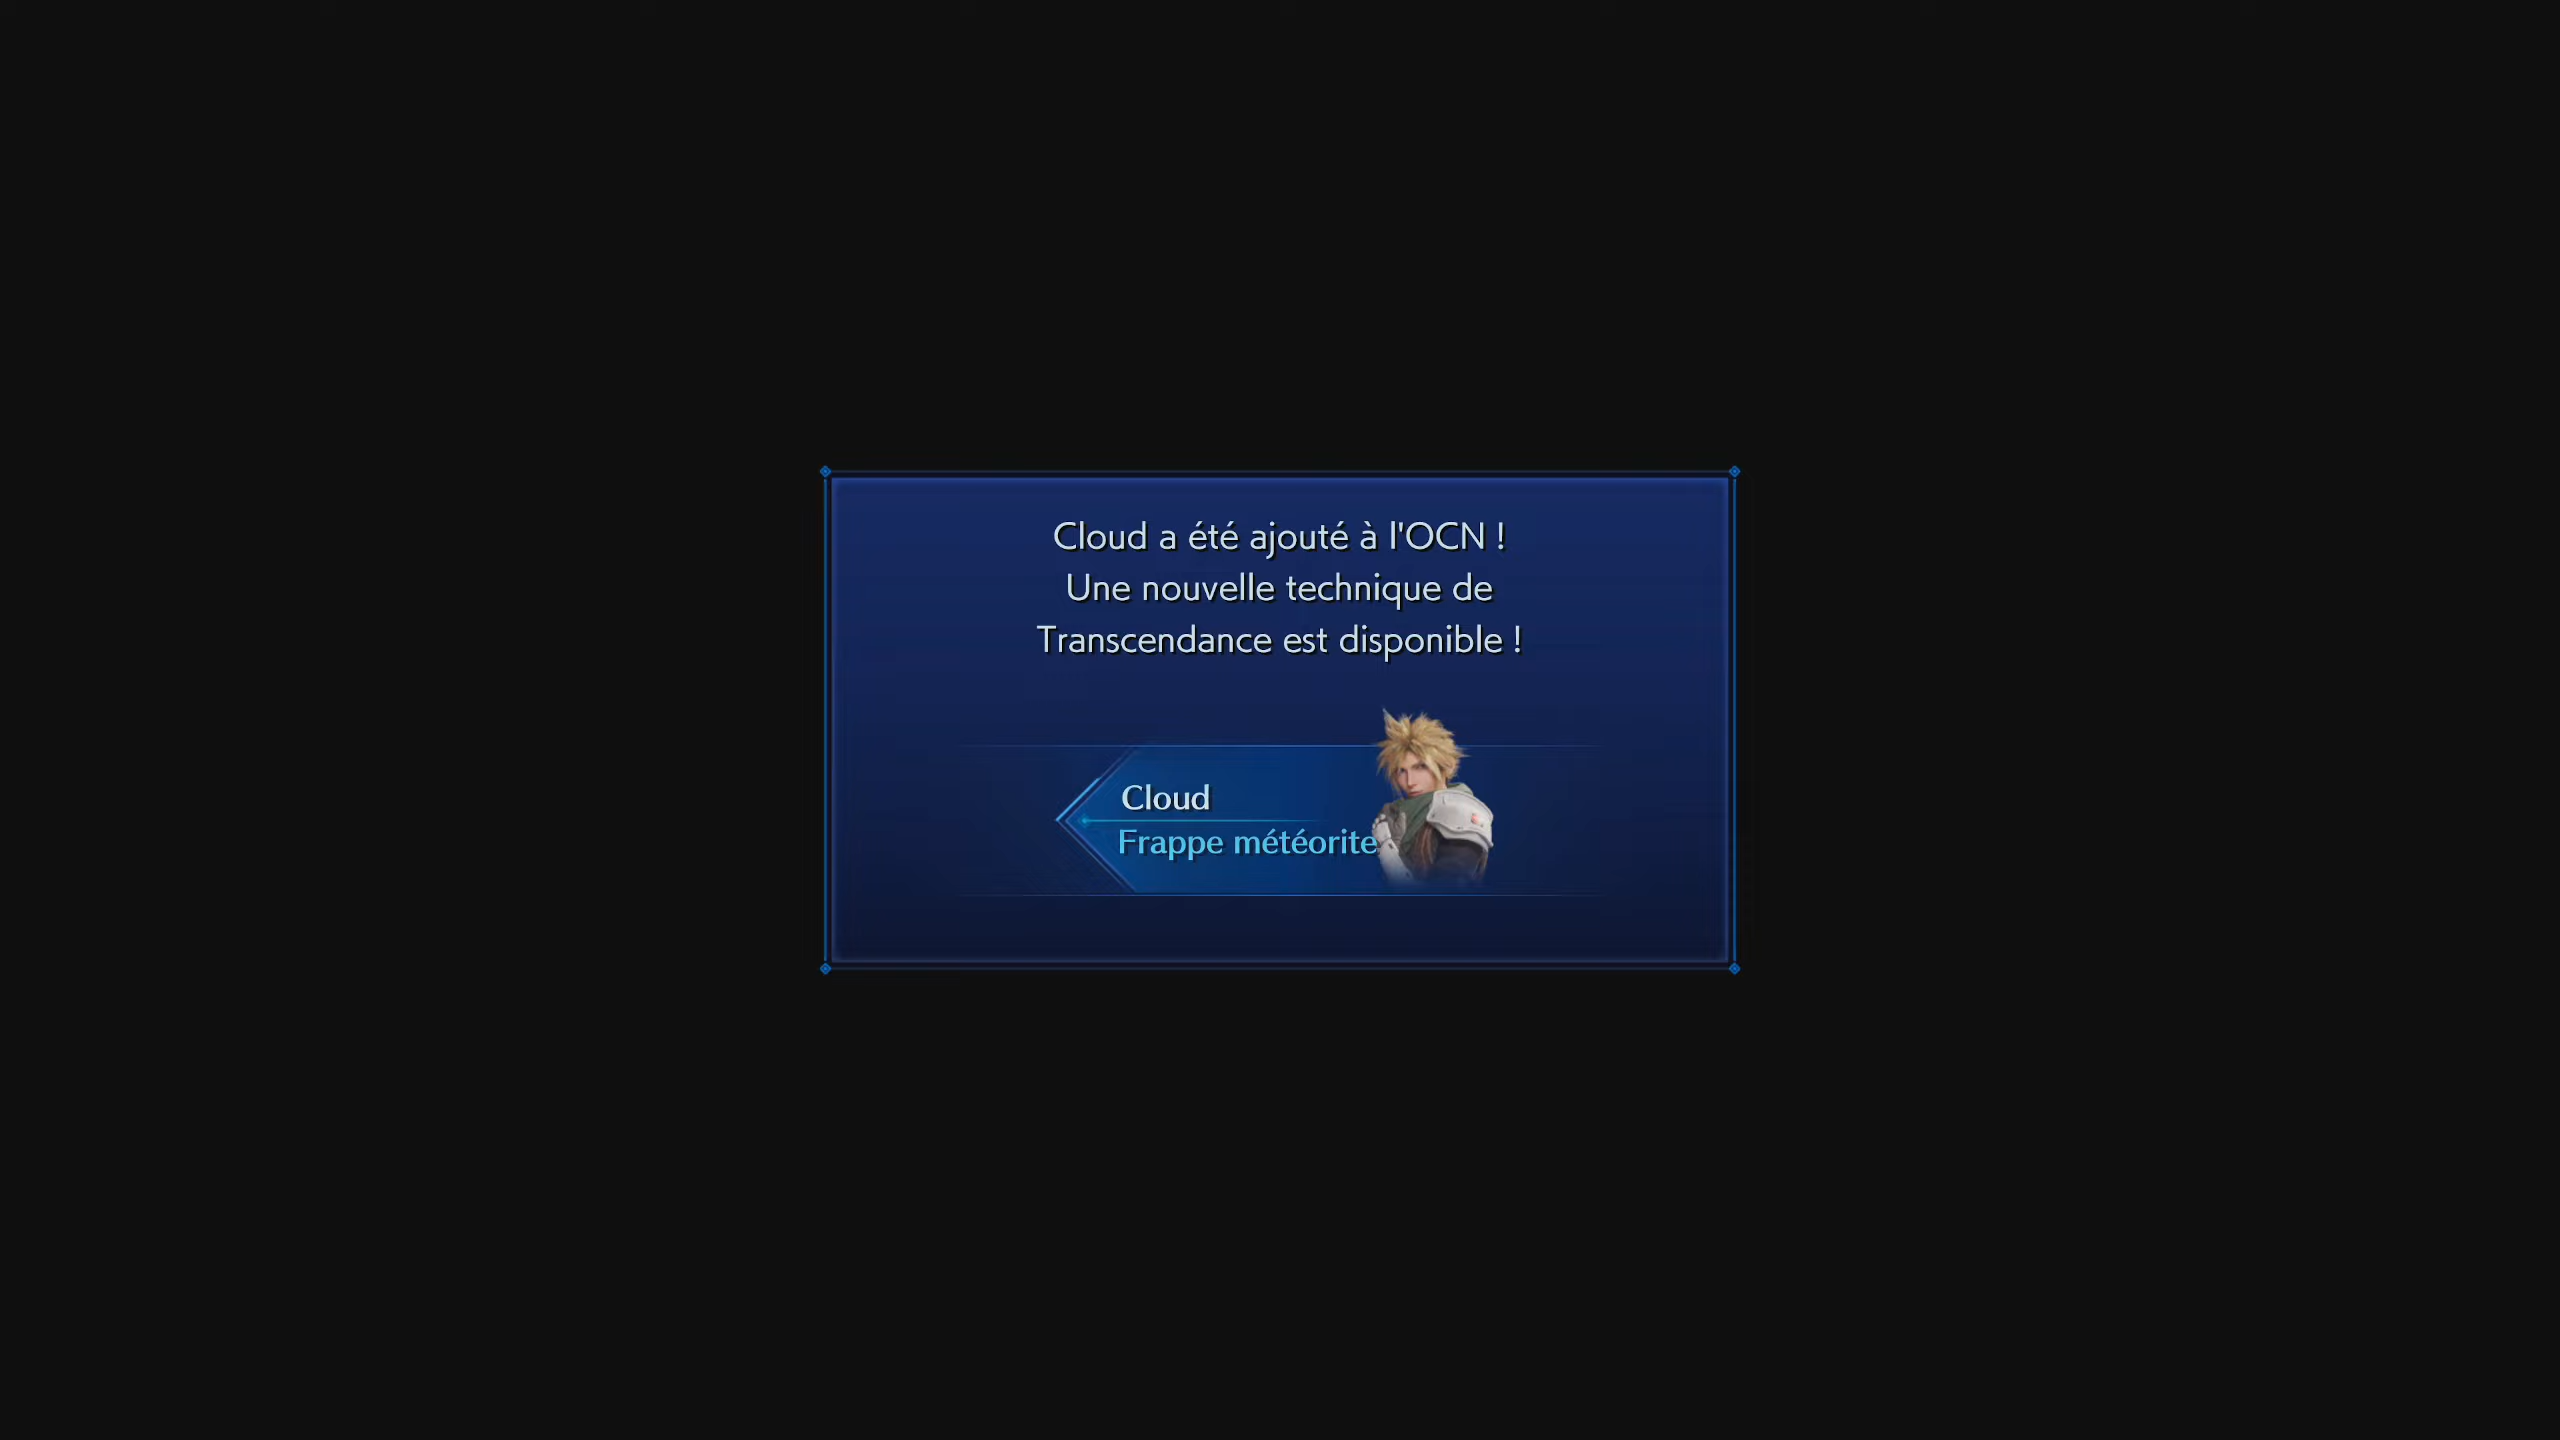 Cloud a été ajouté à l'OCN !
Une nouvelle technique de
Transcendance est disponible !
Cloud
Frappe météorite